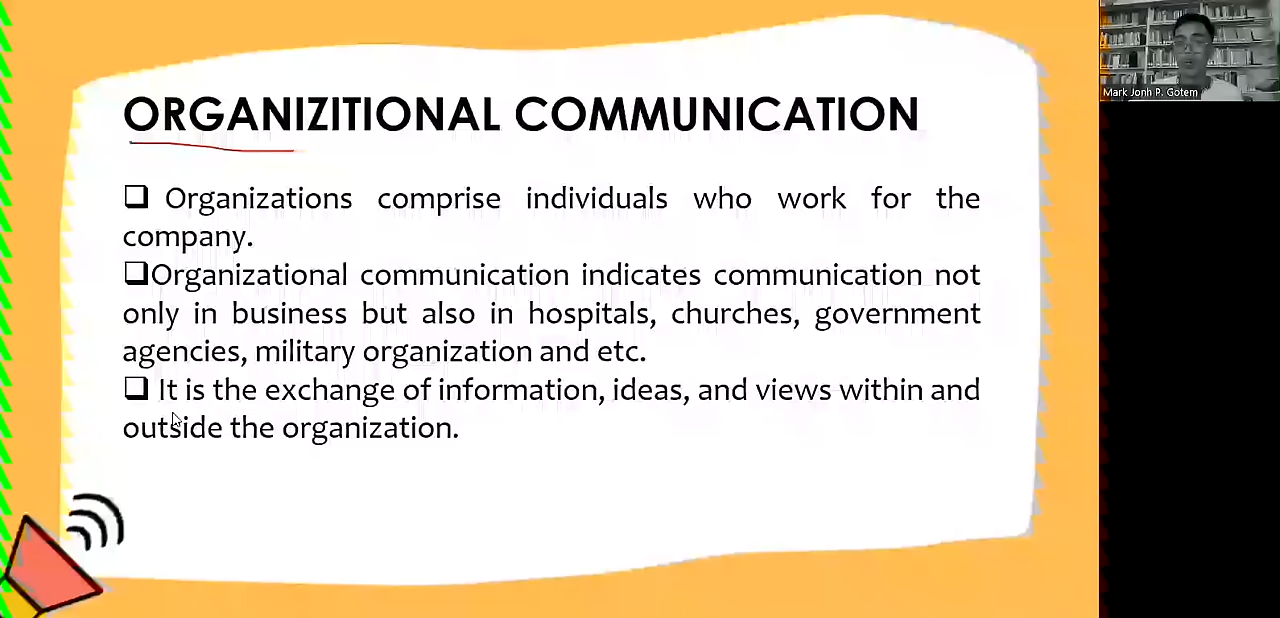 ORGANIZITIONAL COMMUNICATION
❑ Organizations comprise individuals who work for the
company.
❑Organizational communication indicates communication not
only in business but also in hospitals, churches, government
agencies, military organization and etc.
❑ It is the exchange of information, ideas, and views within and
outside the organization.
Mark Jonh P. Gotem